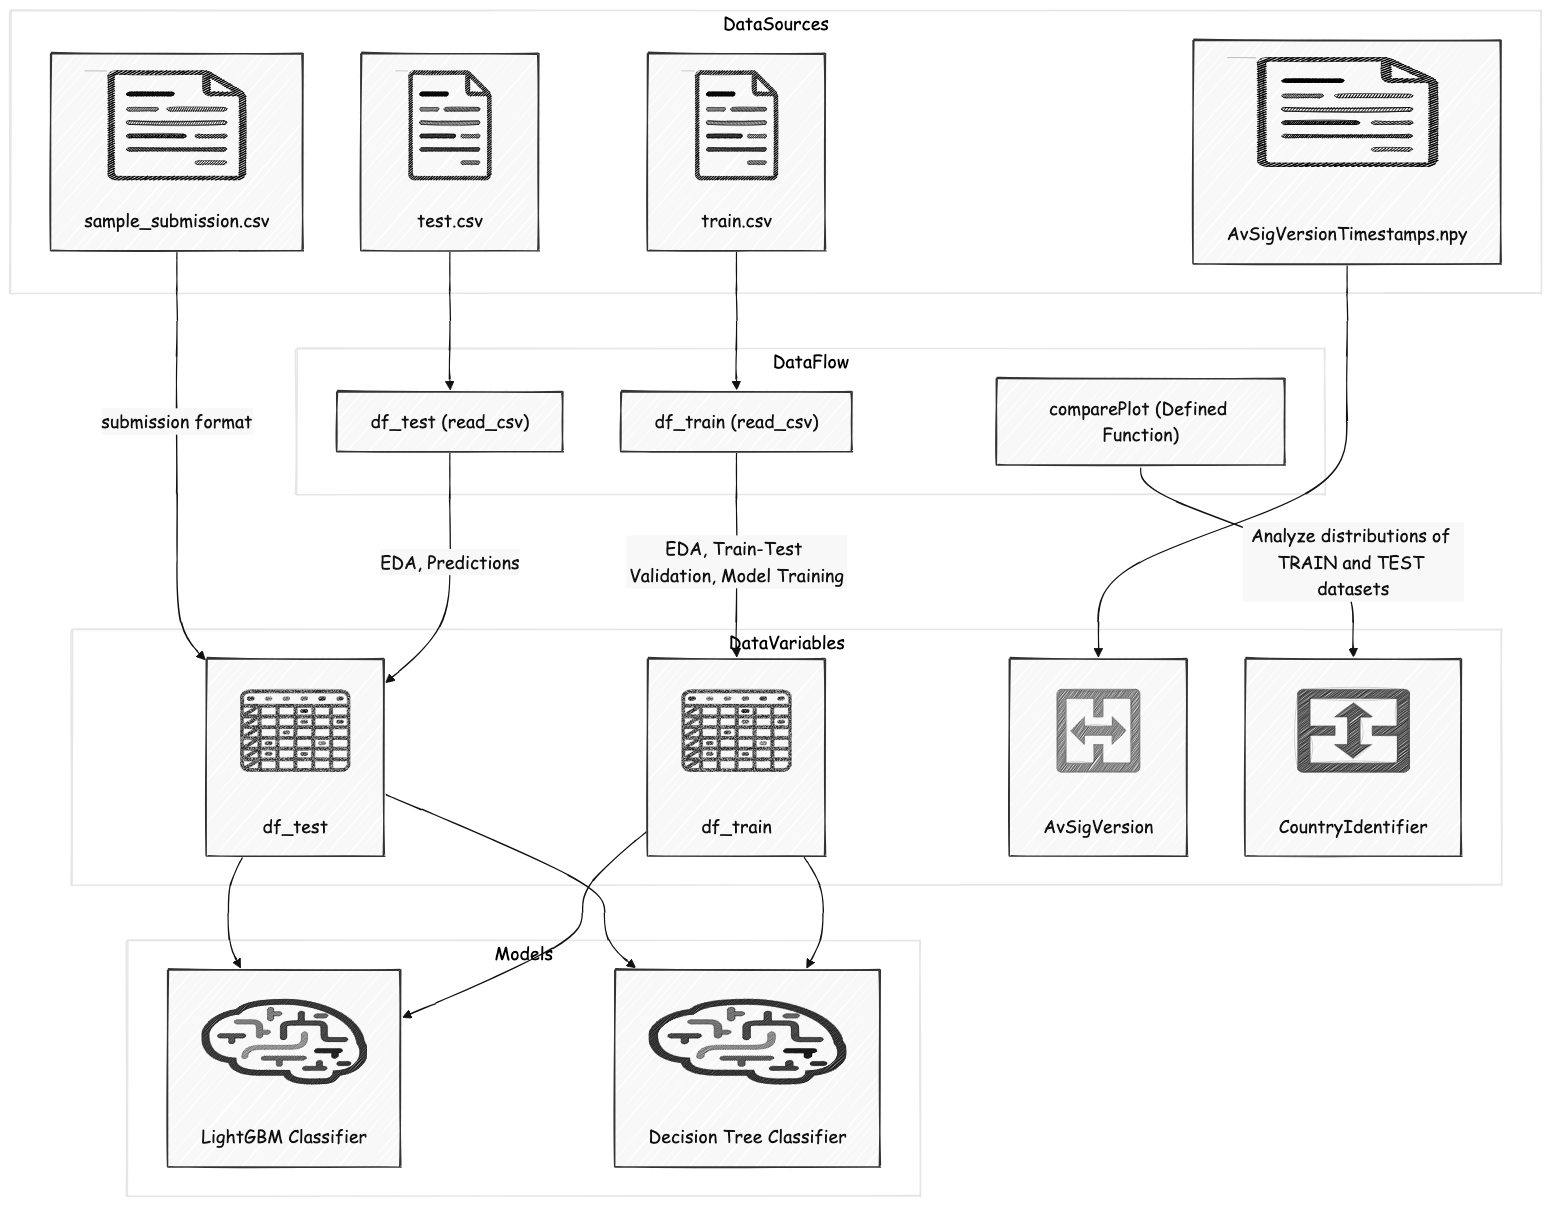 DataSources
sample_submission.csv
test.csv
train.csv
AvSigVersionTimestamps.npy
DataFlow
submission format
df_test (read_csv)
df_train (read_csv)
comparePlot (Defined
Function)
EDA, Predictions
EDA, Train-Test
Validation, Model Training
Analyze distributions of
TRAIN and TEST
datasets
DataVariables
df_test
df_train
AvSigVersion
CountryIdentifier
Models
LightGBM Classifier
Decision Tree Classifier